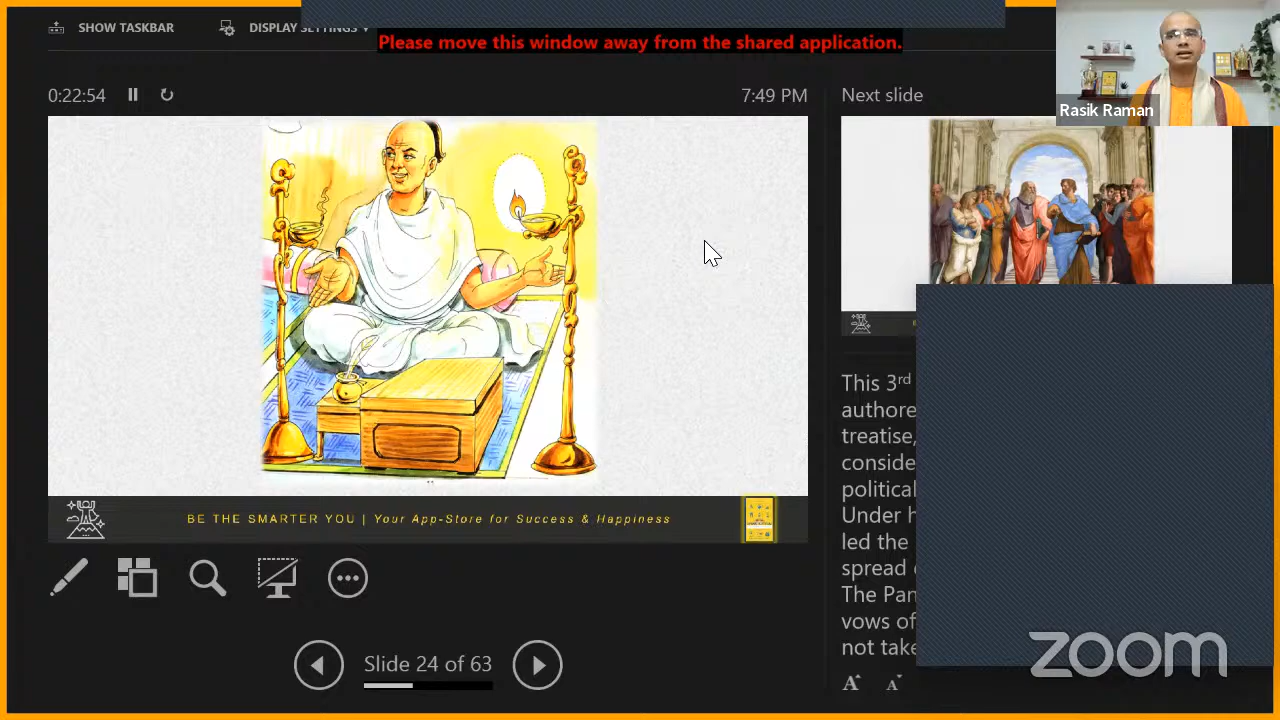 SHOW TASKBAR
DISPLAY SETTINGS
Please move this window away from the shared application.
Rasik Raman
0:22:54
7:49 PM
Next slide
BE THE SMARTER YOU | Your App-Store for Success & Happiness
This 3rd
authore
treatise,
conside
political
Under h
led the
spread
The Pan
vows of
not take
Slide 24 of 63
zoom